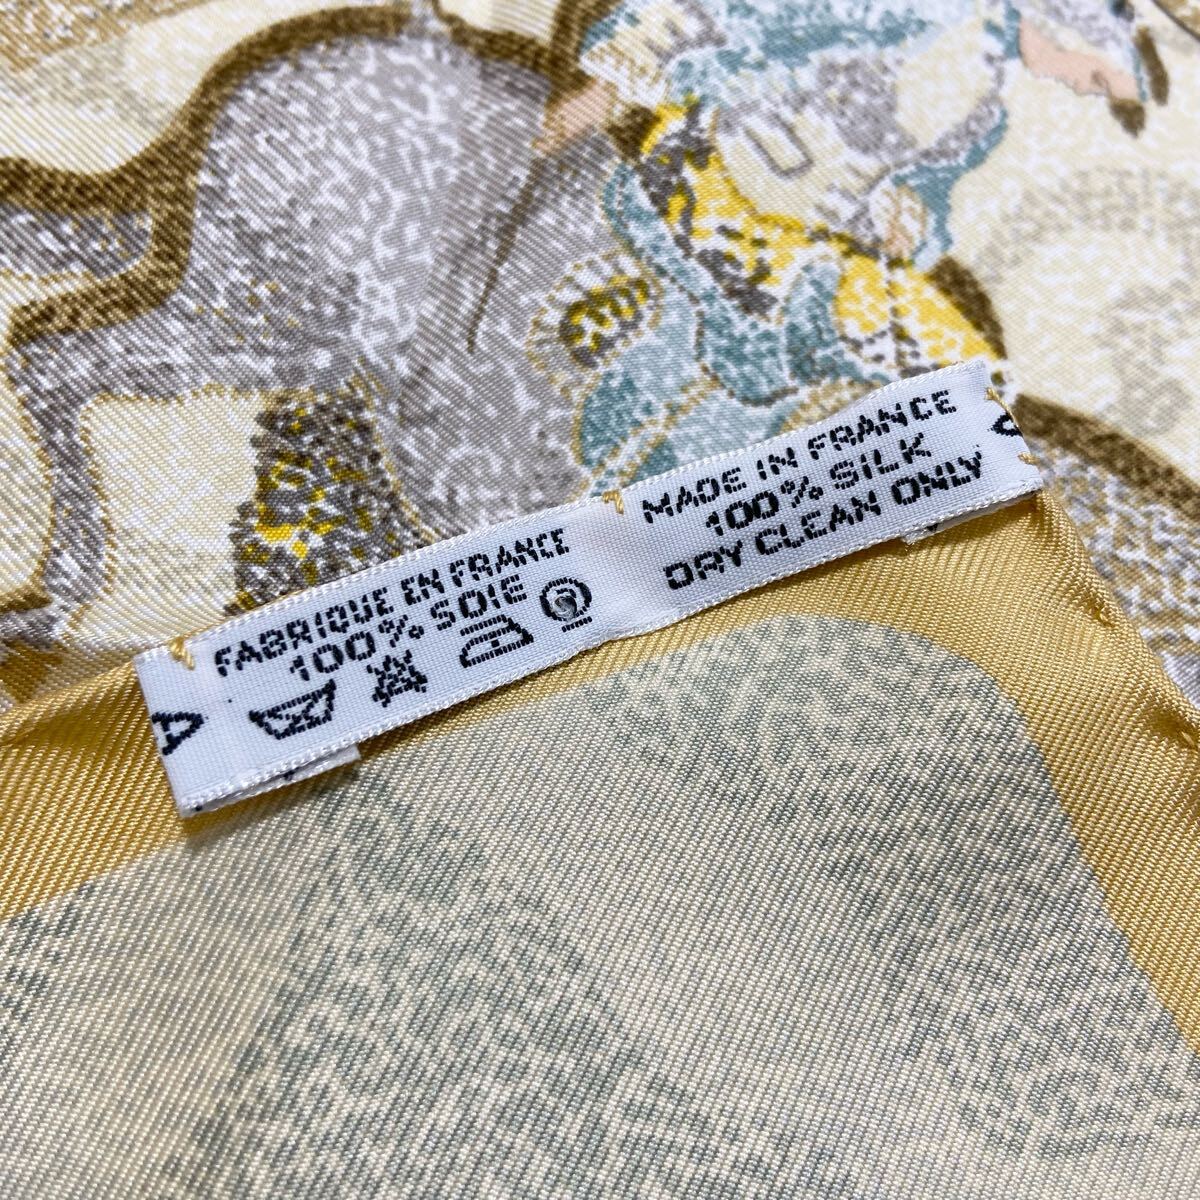 FABRIQUE EN FRANCE
100% SOIE
MADE IN FRANCE
100% SILK
DRY CLEAN ONLY